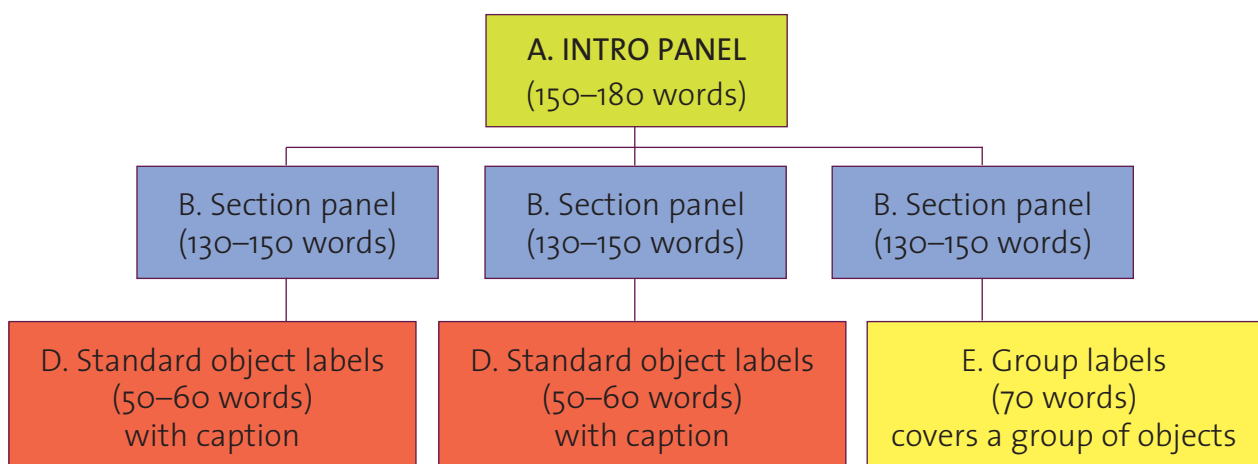 A. INTRO PANEL
(150–180 words)
B. Section panel
(130–150 words)
B. Section panel
(130–150 words)
B. Section panel
(130–150 words)
D. Standard object labels
(50–60 words)
with caption
D. Standard object labels
(50–60 words)
with caption
E. Group labels
(70 words)
covers a group of objects